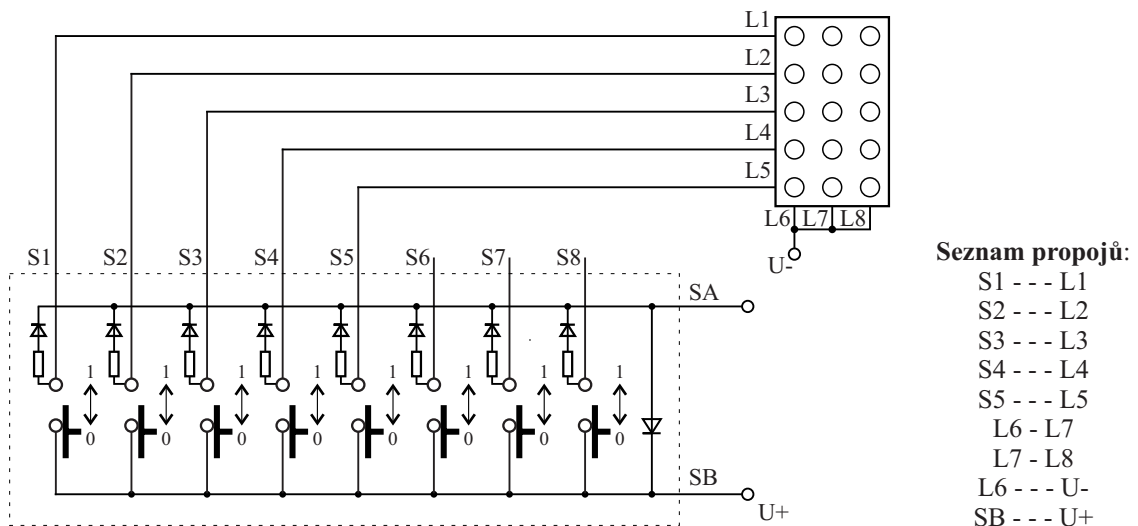 L1
L2
L3
L4
L5
L6 L7 L8
U-
S1 S2 S3 S4 S5 S6 S7 S8
SA
1 1 1 1 1 1 1 1
0 0 0 0 0 0 0 0
SB
U+
Seznam propojů:
S1 - - - L1
S2 - - - L2
S3 - - - L3
S4 - - - L4
S5 - - - L5
L6 - L7
L7 - L8
L6 - - - U-
SB - - - U+